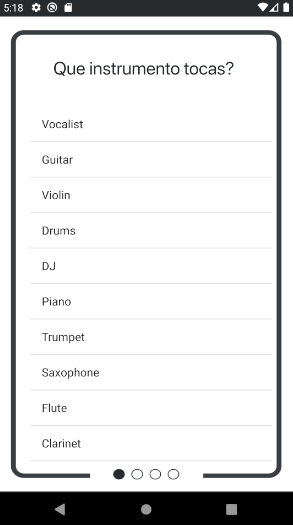 5:18
Que instrumento tocas?
Vocalist
Guitar
Violin
Drums
DJ
Piano
Trumpet
Saxophone
Flute
Clarinet